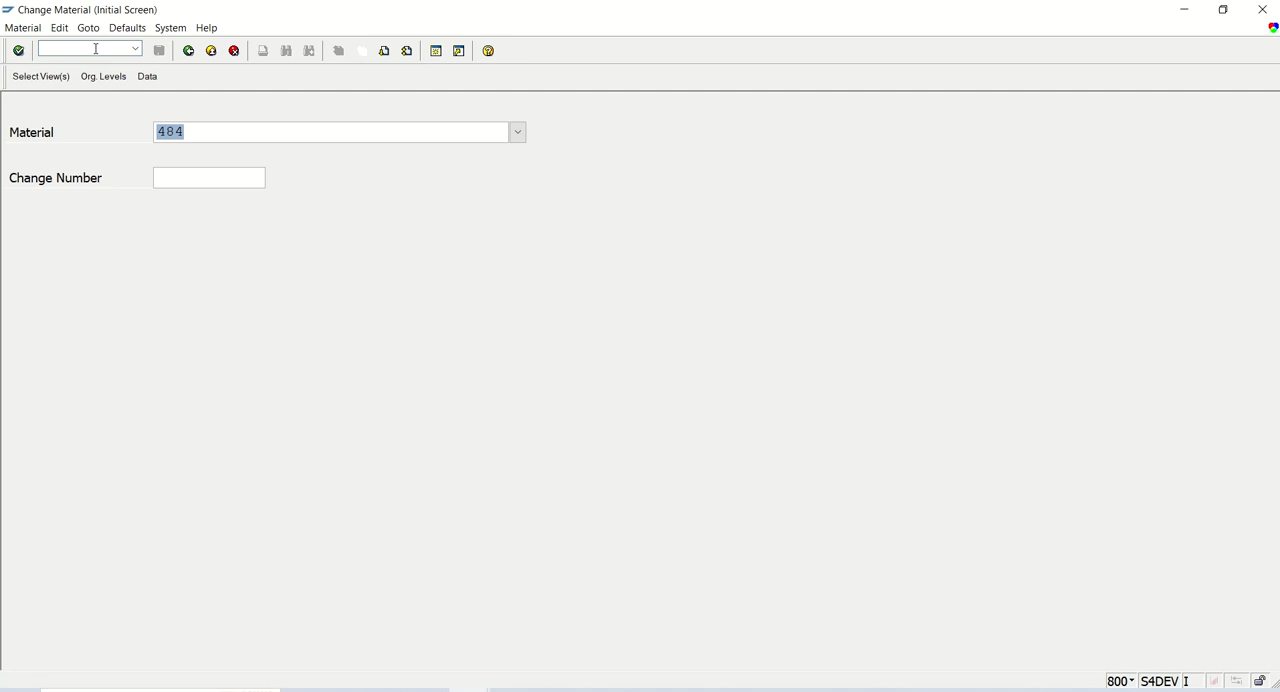 Change Material (Initial Screen)
Material Edit Goto Defaults System Help
Select View(s) Org. Levels Data
Material 484
Change Number
800 S4DEV I